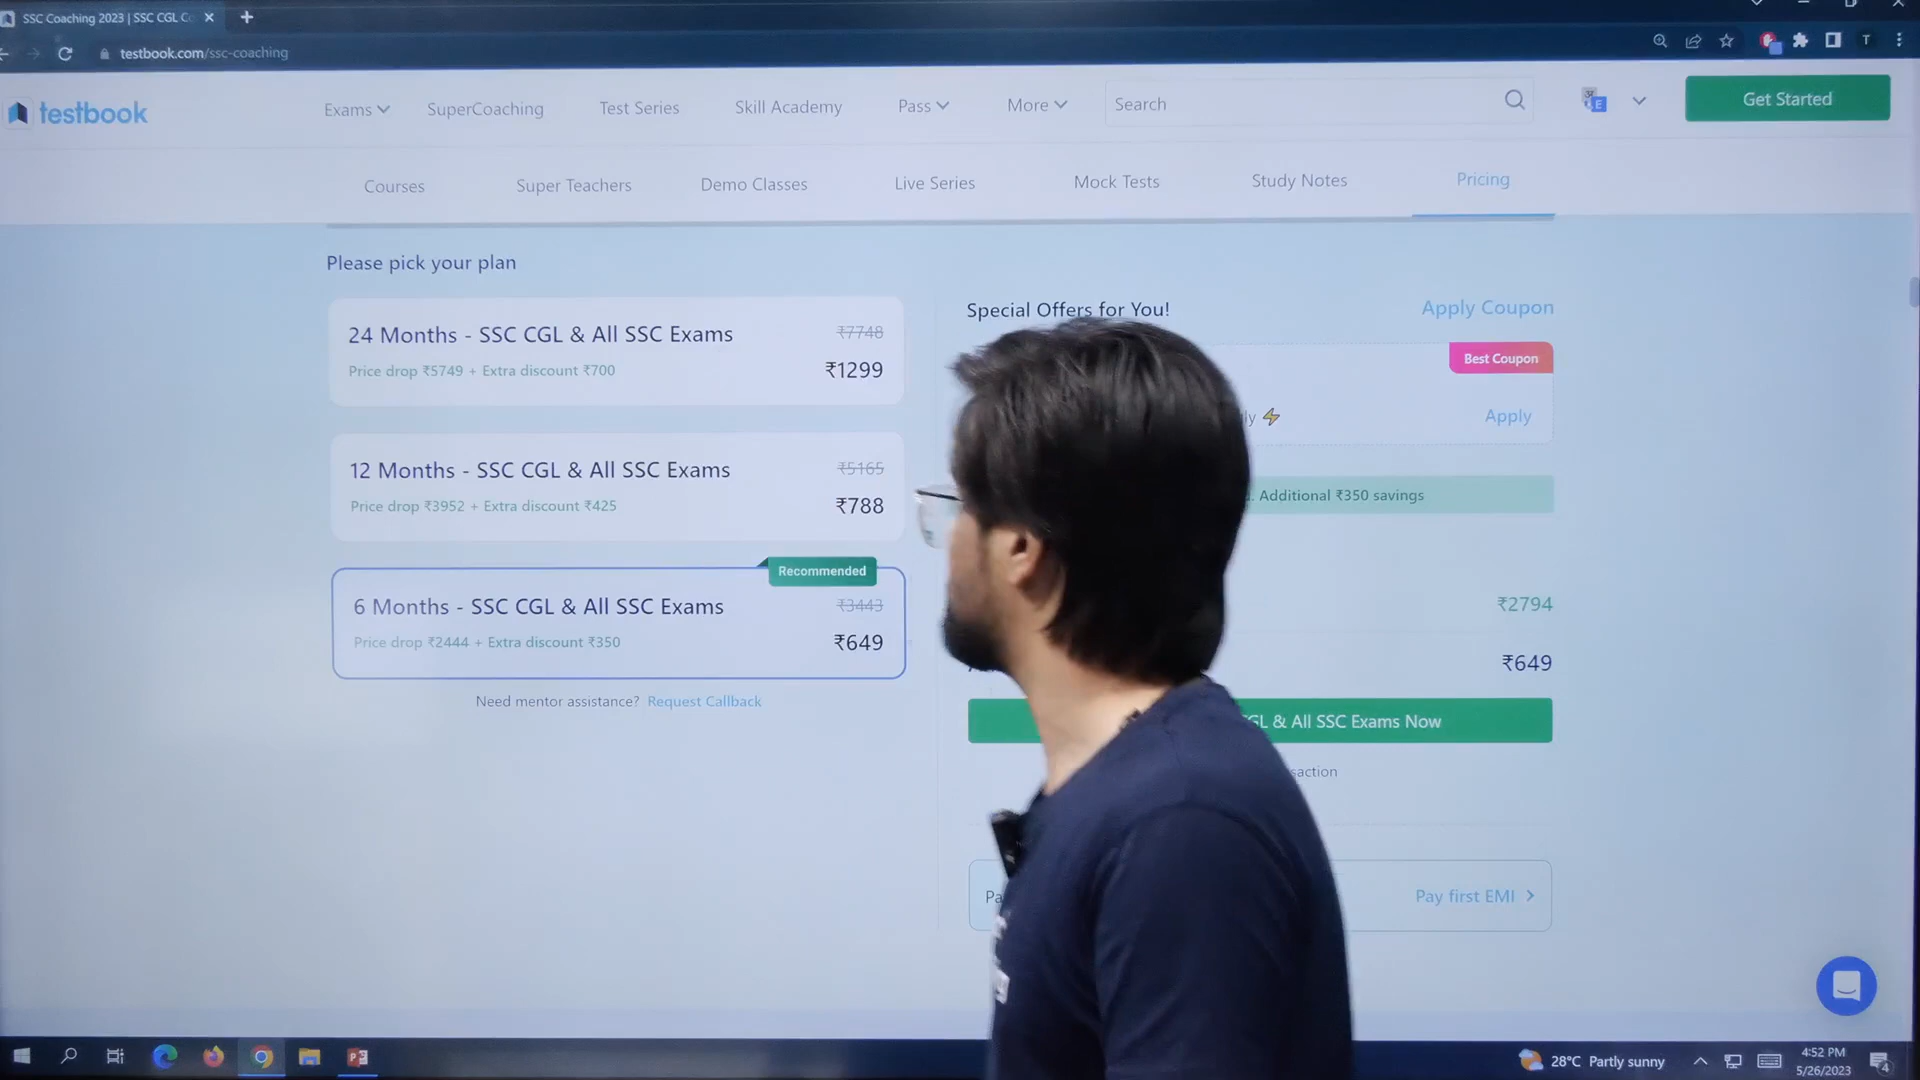 SSC Coaching 2023 | SSC CGL Co
testbook.com/ssc-coaching
T
testbook
Exams
SuperCoaching
Test Series
Skill Academy
Pass
More
Search
E
Get Started
Courses
Super Teachers
Demo Classes
Live Series
Mock Tests
Study Notes
Pricing
Please pick your plan
24 Months - SSC CGL & All SSC Exams
₹7748
Price drop ₹5749 + Extra discount ₹700
₹1299
12 Months - SSC CGL & All SSC Exams
₹5165
Price drop ₹3952 + Extra discount ₹425
₹788
Recommended
6 Months - SSC CGL & All SSC Exams
₹3443
Price drop ₹2444 + Extra discount ₹350
₹649
Need mentor assistance? Request Callback
Special Offers for You!
Apply Coupon
Best Coupon
Apply
Additional ₹350 savings
₹2794
₹649
& All SSC Exams Now
Pay first EMI
28°C Partly sunny
4:52 PM
5/26/2023
4